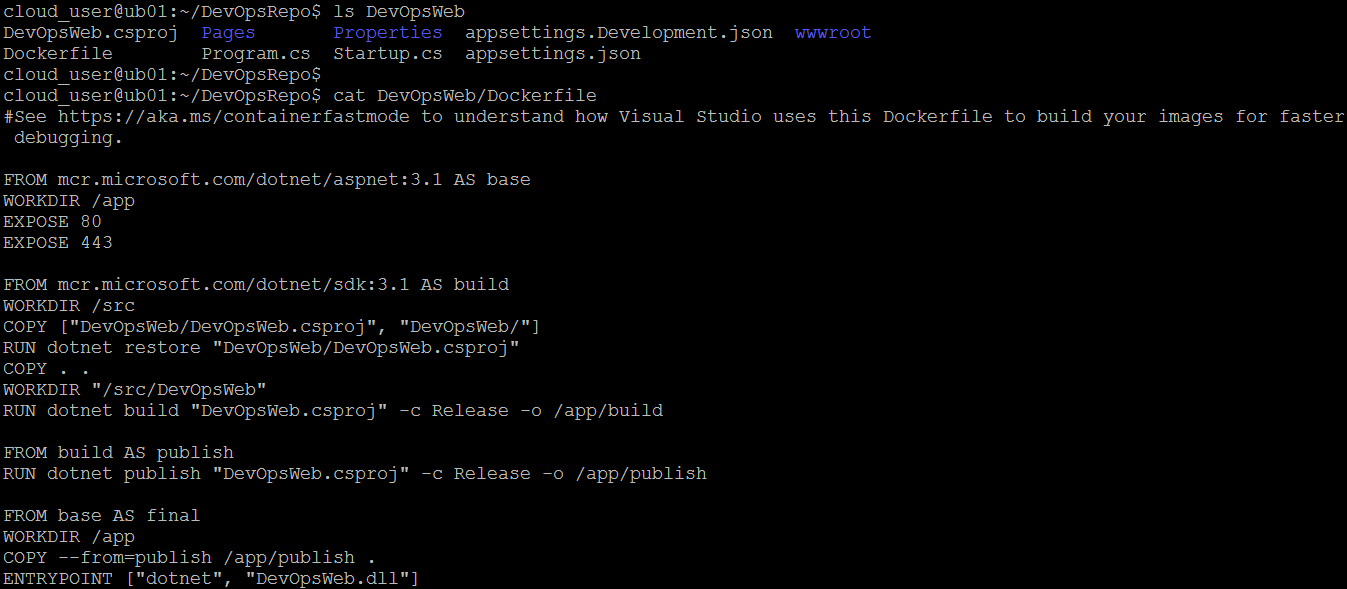 cloud_user@ub01:~/DevOpsRepo$ ls DevOpsWeb
DevOpsWeb.csproj  Pages       Properties  appsettings.Development.json  wwwroot
Dockerfile        Program.cs  Startup.cs  appsettings.json
cloud_user@ub01:~/DevOpsRepo$
cloud_user@ub01:~/DevOpsRepo$ cat DevOpsWeb/Dockerfile
#See https://aka.ms/containerfastmode to understand how Visual Studio uses this Dockerfile to build your images for faster
 debugging.

FROM mcr.microsoft.com/dotnet/aspnet:3.1 AS base
WORKDIR /app
EXPOSE 80
EXPOSE 443

FROM mcr.microsoft.com/dotnet/sdk:3.1 AS build
WORKDIR /src
COPY ["DevOpsWeb/DevOpsWeb.csproj", "DevOpsWeb/"]
RUN dotnet restore "DevOpsWeb/DevOpsWeb.csproj"
COPY . .
WORKDIR "/src/DevOpsWeb"
RUN dotnet build "DevOpsWeb.csproj" -c Release -o /app/build

FROM build AS publish
RUN dotnet publish "DevOpsWeb.csproj" -c Release -o /app/publish

FROM base AS final
WORKDIR /app
COPY --from=publish /app/publish .
ENTRYPOINT ["dotnet", "DevOpsWeb.dll"]